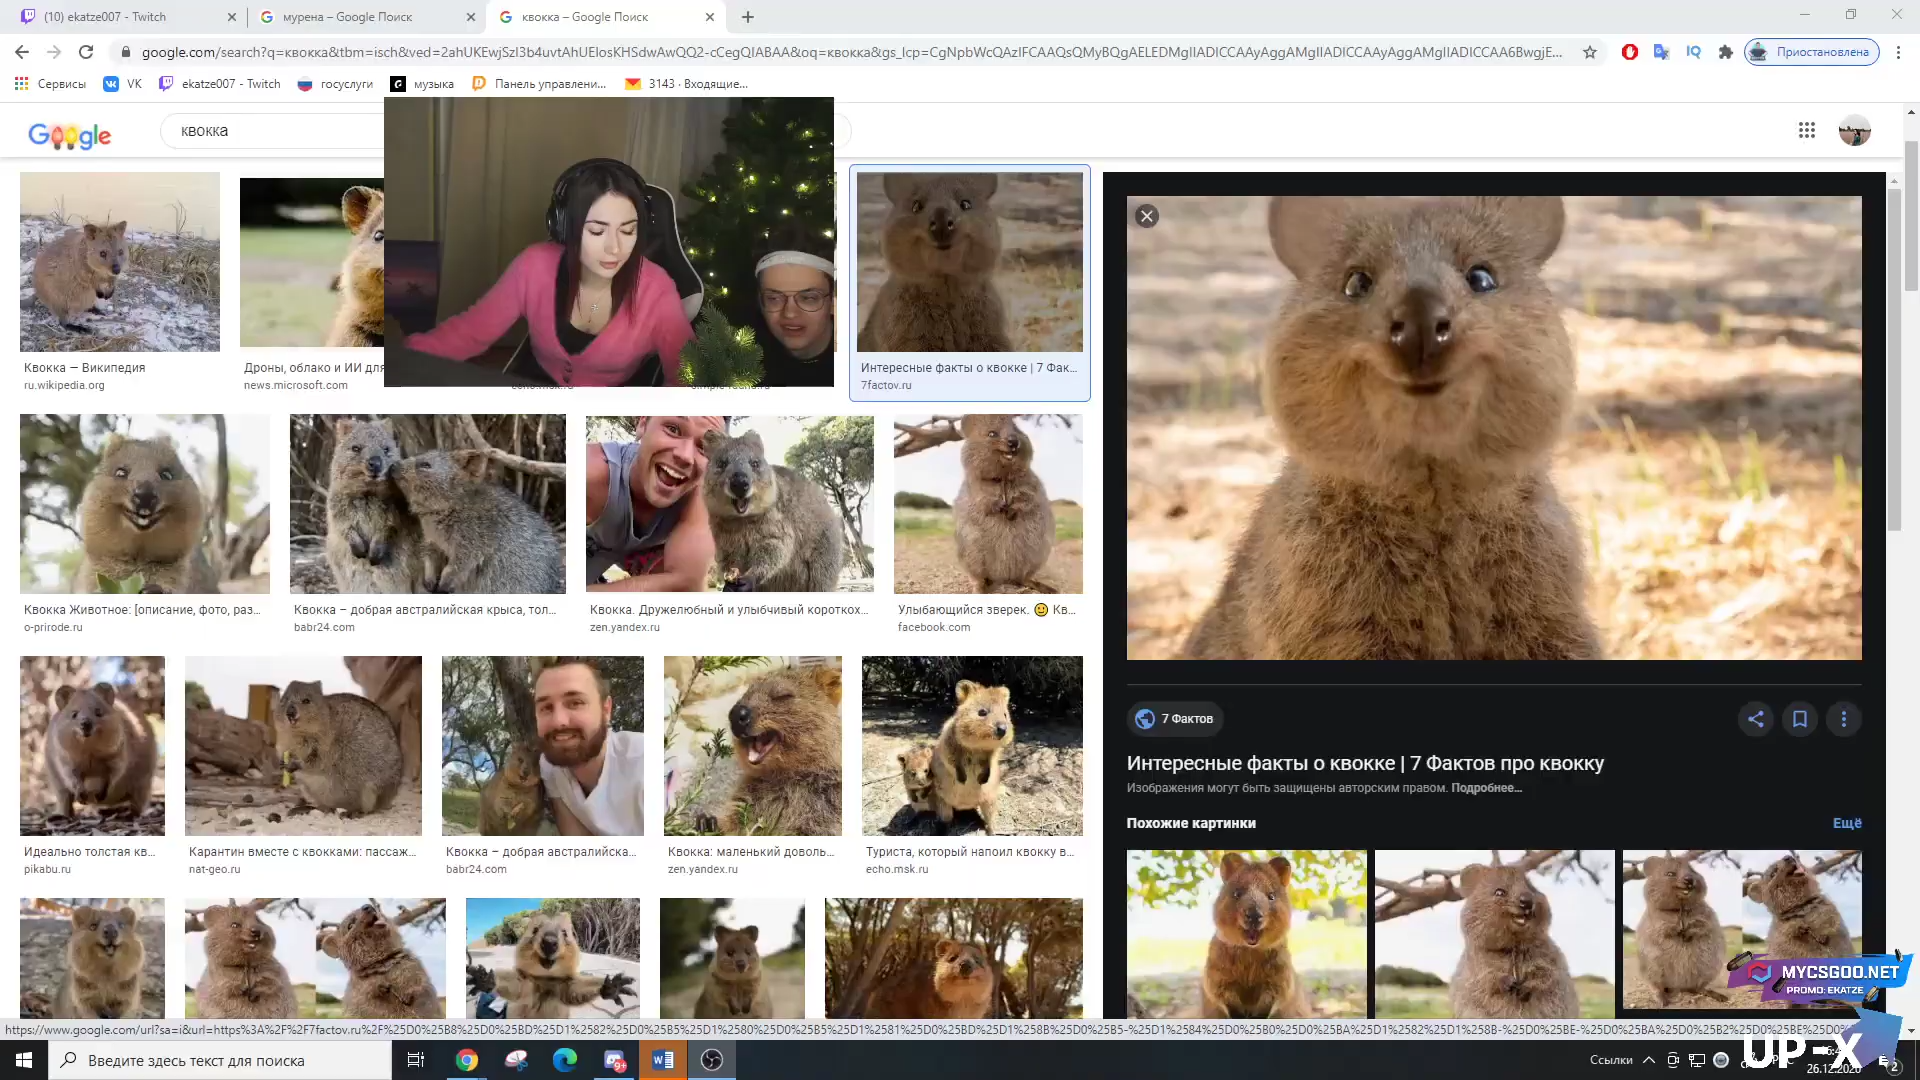 (10) ekatze007 - Twitch
мурена – Google Поиск
квокка – Google Поиск
Приостановлена
Сервисы
VK
ekatze007 - Twitch
госуслуги
музыка
Панель управлени...
3143 · Входящие...
Google
квокка
Квокка — Википедия
ru.wikipedia.org
Дроны, облако и ИИ для
news.microsoft.com
Интересные факты о квокке | 7 Фак...
7factov.ru
Квокка Животное: [описание, фото, раз...
o-prirode.ru
Квокка – добрая австралийская крыса, тол...
babr24.com
Квокка. Дружелюбный и улыбчивый короткох...
zen.yandex.ru
Улыбающийся зверек. 🙂 Кв...
facebook.com
Идеально толстая кв...
pikabu.ru
Карантин вместе с квокками: пассаж...
nat-geo.ru
Квокка – добрая австралийска...
babr24.com
Квокка: маленький доволь...
zen.yandex.ru
Туриста, который напоил квокку в...
echo.msk.ru
7 Фактов
Интересные факты о квокке | 7 Фактов про квокку
Изображения могут быть защищены авторским правом. Подробнее...
Похожие картинки
Ещё
MYCSGOO.NET
PROMO: EKATZE
UP-X
Введите здесь текст для поиска
Ссылки
26.12.2020